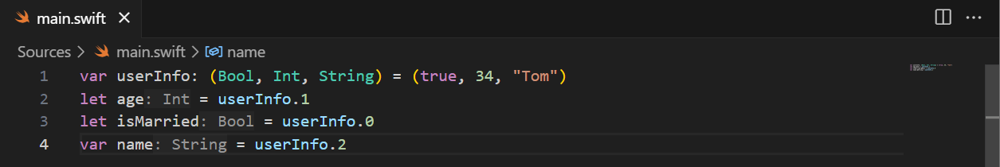 main.swift
Sources > main.swift > name
1 var userInfo: (Bool, Int, String) = (true, 34, "Tom")
2 let age: Int = userInfo.1
3 let isMarried: Bool = userInfo.0
4 var name: String = userInfo.2